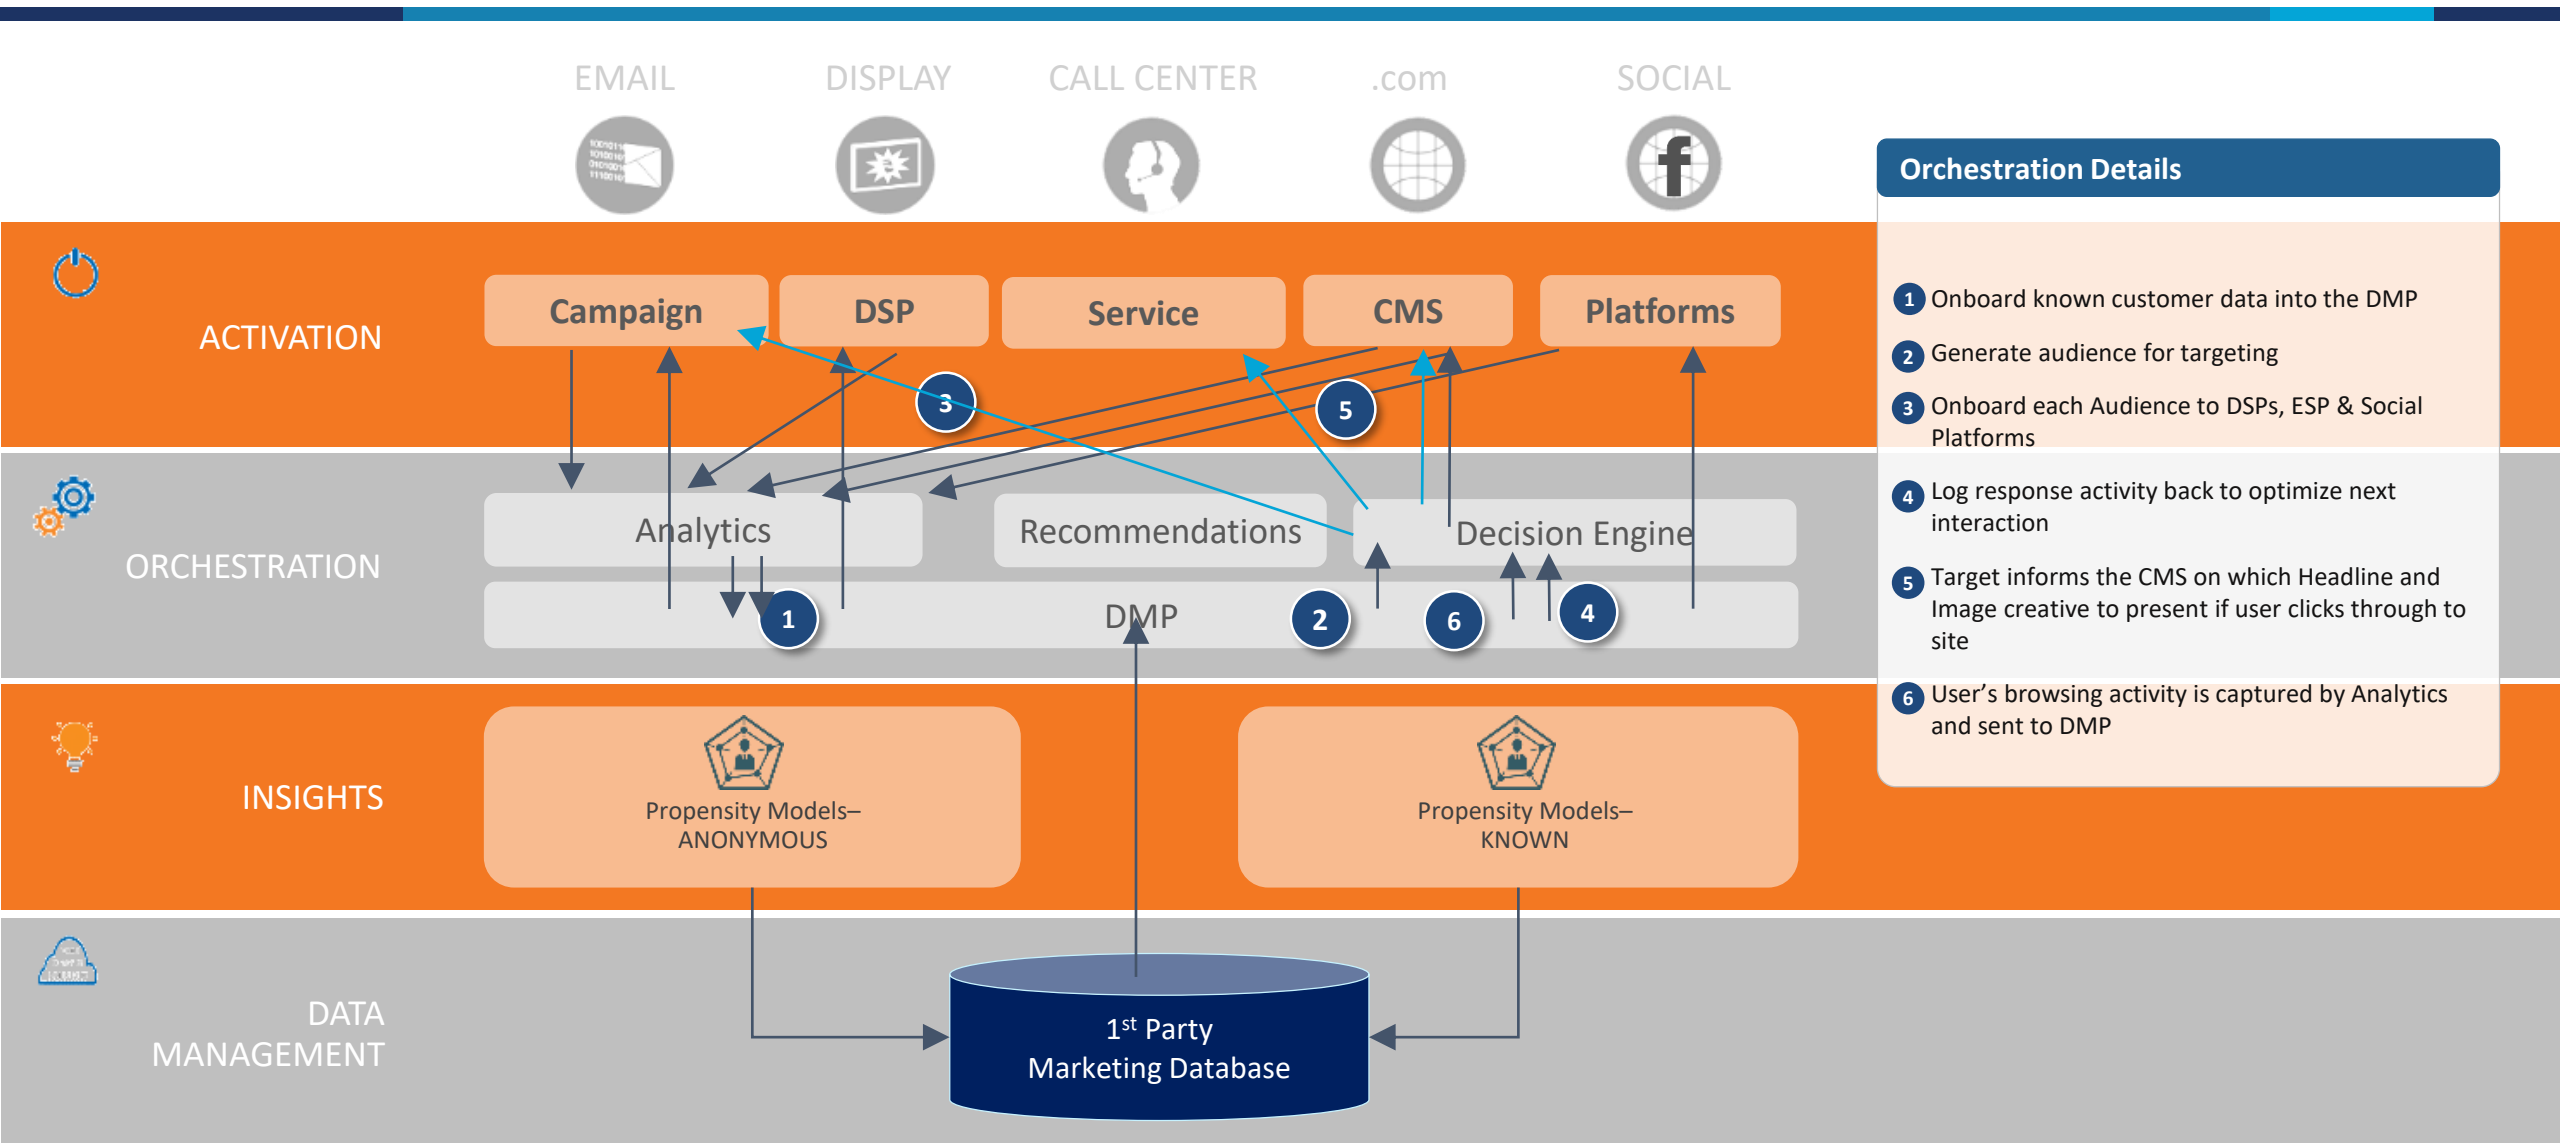 EMAIL
DISPLAY
CALL CENTER
.com
SOCIAL
f
Orchestration Details
Campaign
DSP
Service
CMS
Platforms
ACTIVATION
3
5
1 Onboard known customer data into the DMP
2 Generate audience for targeting
3 Onboard each Audience to DSPs, ESP & Social
Platforms
4 Log response activity back to optimize next
interaction
5 Target informs the CMS on which Headline and
Image creative to present if user clicks through to
site
6 User’s browsing activity is captured by Analytics
and sent to DMP
ORCHESTRATION
Analytics
Recommendations
Decision Engine
1
DMP
2
6
4
INSIGHTS
Propensity Models–
ANONYMOUS
Propensity Models–
KNOWN
DATA
MANAGEMENT
1st Party
Marketing Database